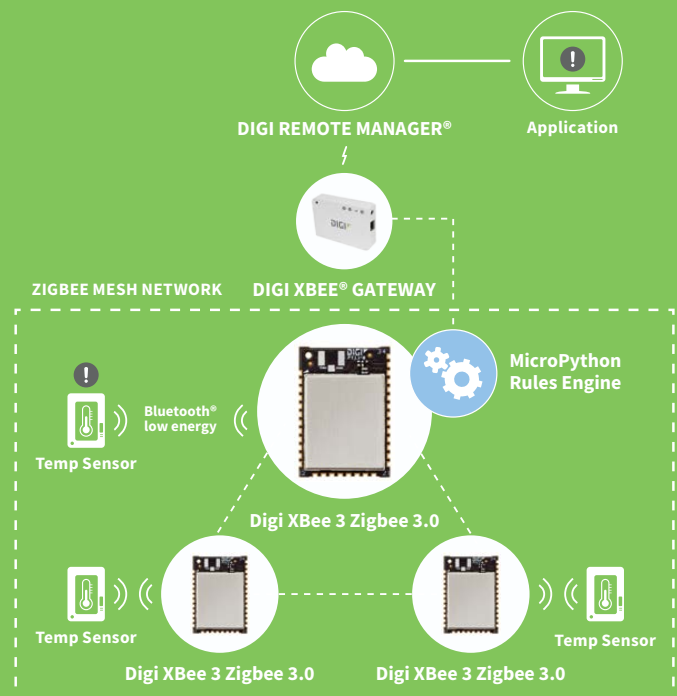 DIGI REMOTE MANAGER®
Application
DIGI
ZIGBEE MESH NETWORK
DIGI XBEE® GATEWAY
DIGI
MicroPython
Rules Engine
Bluetooth®
low energy
Temp Sensor
Digi XBee 3 Zigbee 3.0
Temp Sensor
Temp Sensor
Digi XBee 3 Zigbee 3.0
Digi XBee 3 Zigbee 3.0